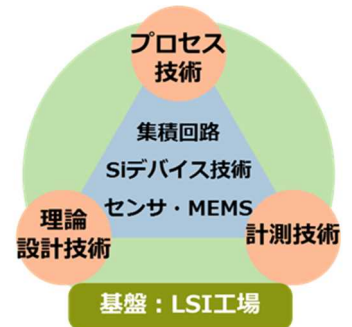 プロセス
技術
集積回路
Siデバイス技術
センサ・MEMS
理論
設計技術
計測技術
基盤:LSI工場